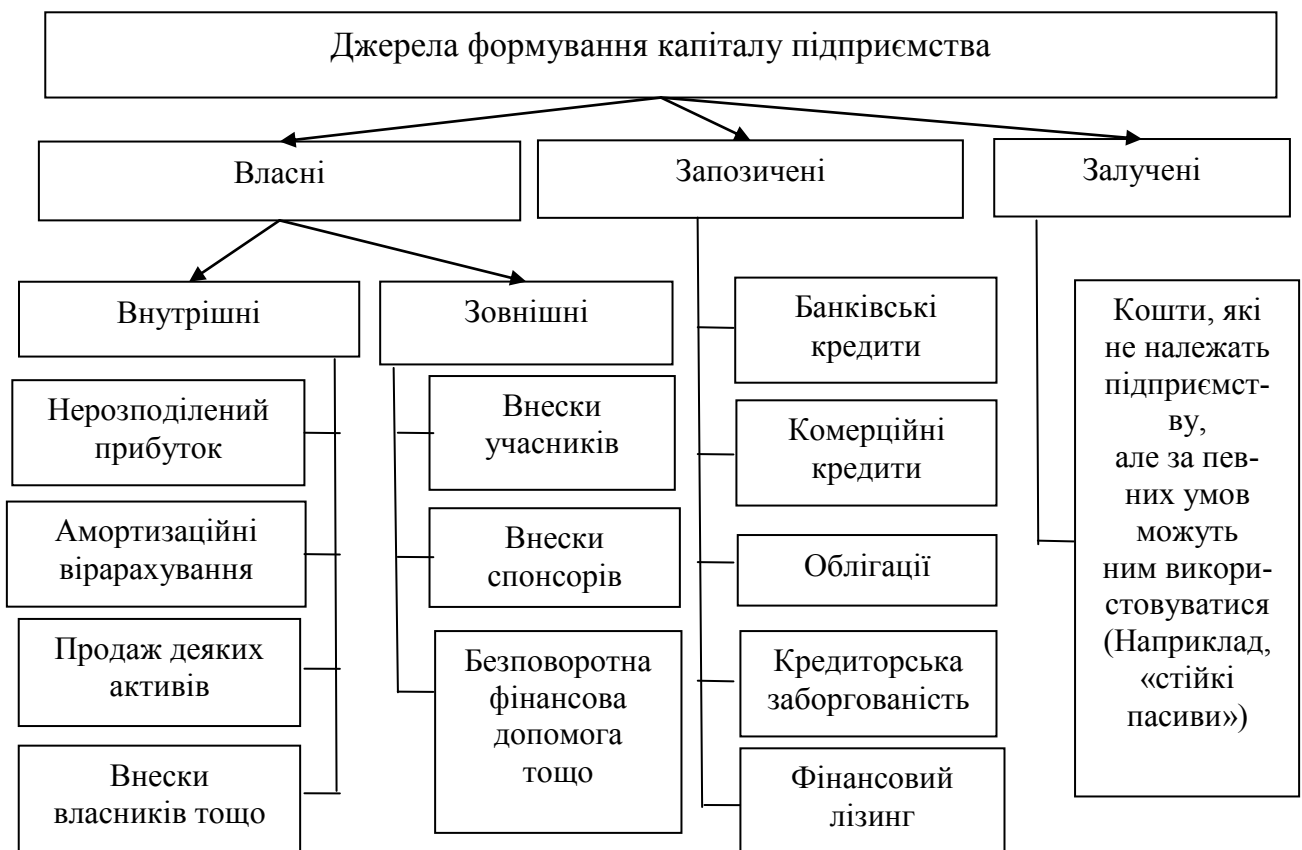 Джерела формування капіталу підприємства
Власні
Запозичені
Залучені
Внутрішні
Нерозподілений
прибуток
Амортизаційні
вірарахування
Продаж деяких
активів
Внески
власників тощо
Зовнішні
Внески
учасників
Внески
спонсорів
Безповоротна
фінансова
допомога
тощо
Банківські
кредити
Комерційні
кредити
Облігації
Кредиторська
заборгованість
Фінансовий
лізинг
Кошти, які
не належать
підприємст-
ву,
але за пев-
них умов
можуть
ним викори-
стовуватися
(Наприклад,
«стійкі
пасиви»)